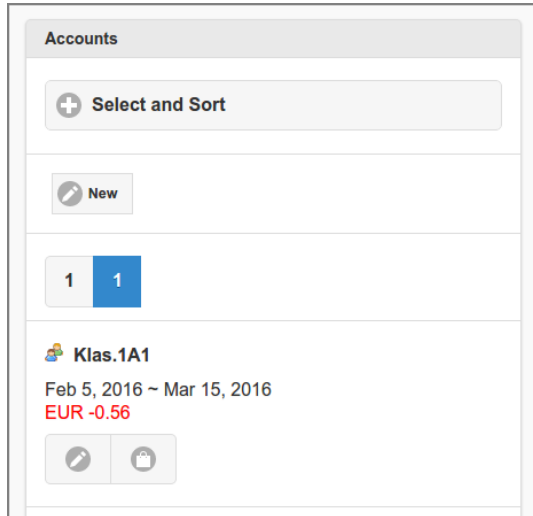 Accounts
Select and Sort
New
1 1
Klas.1A1
Feb 5, 2016 ~ Mar 15, 2016
EUR -0.56